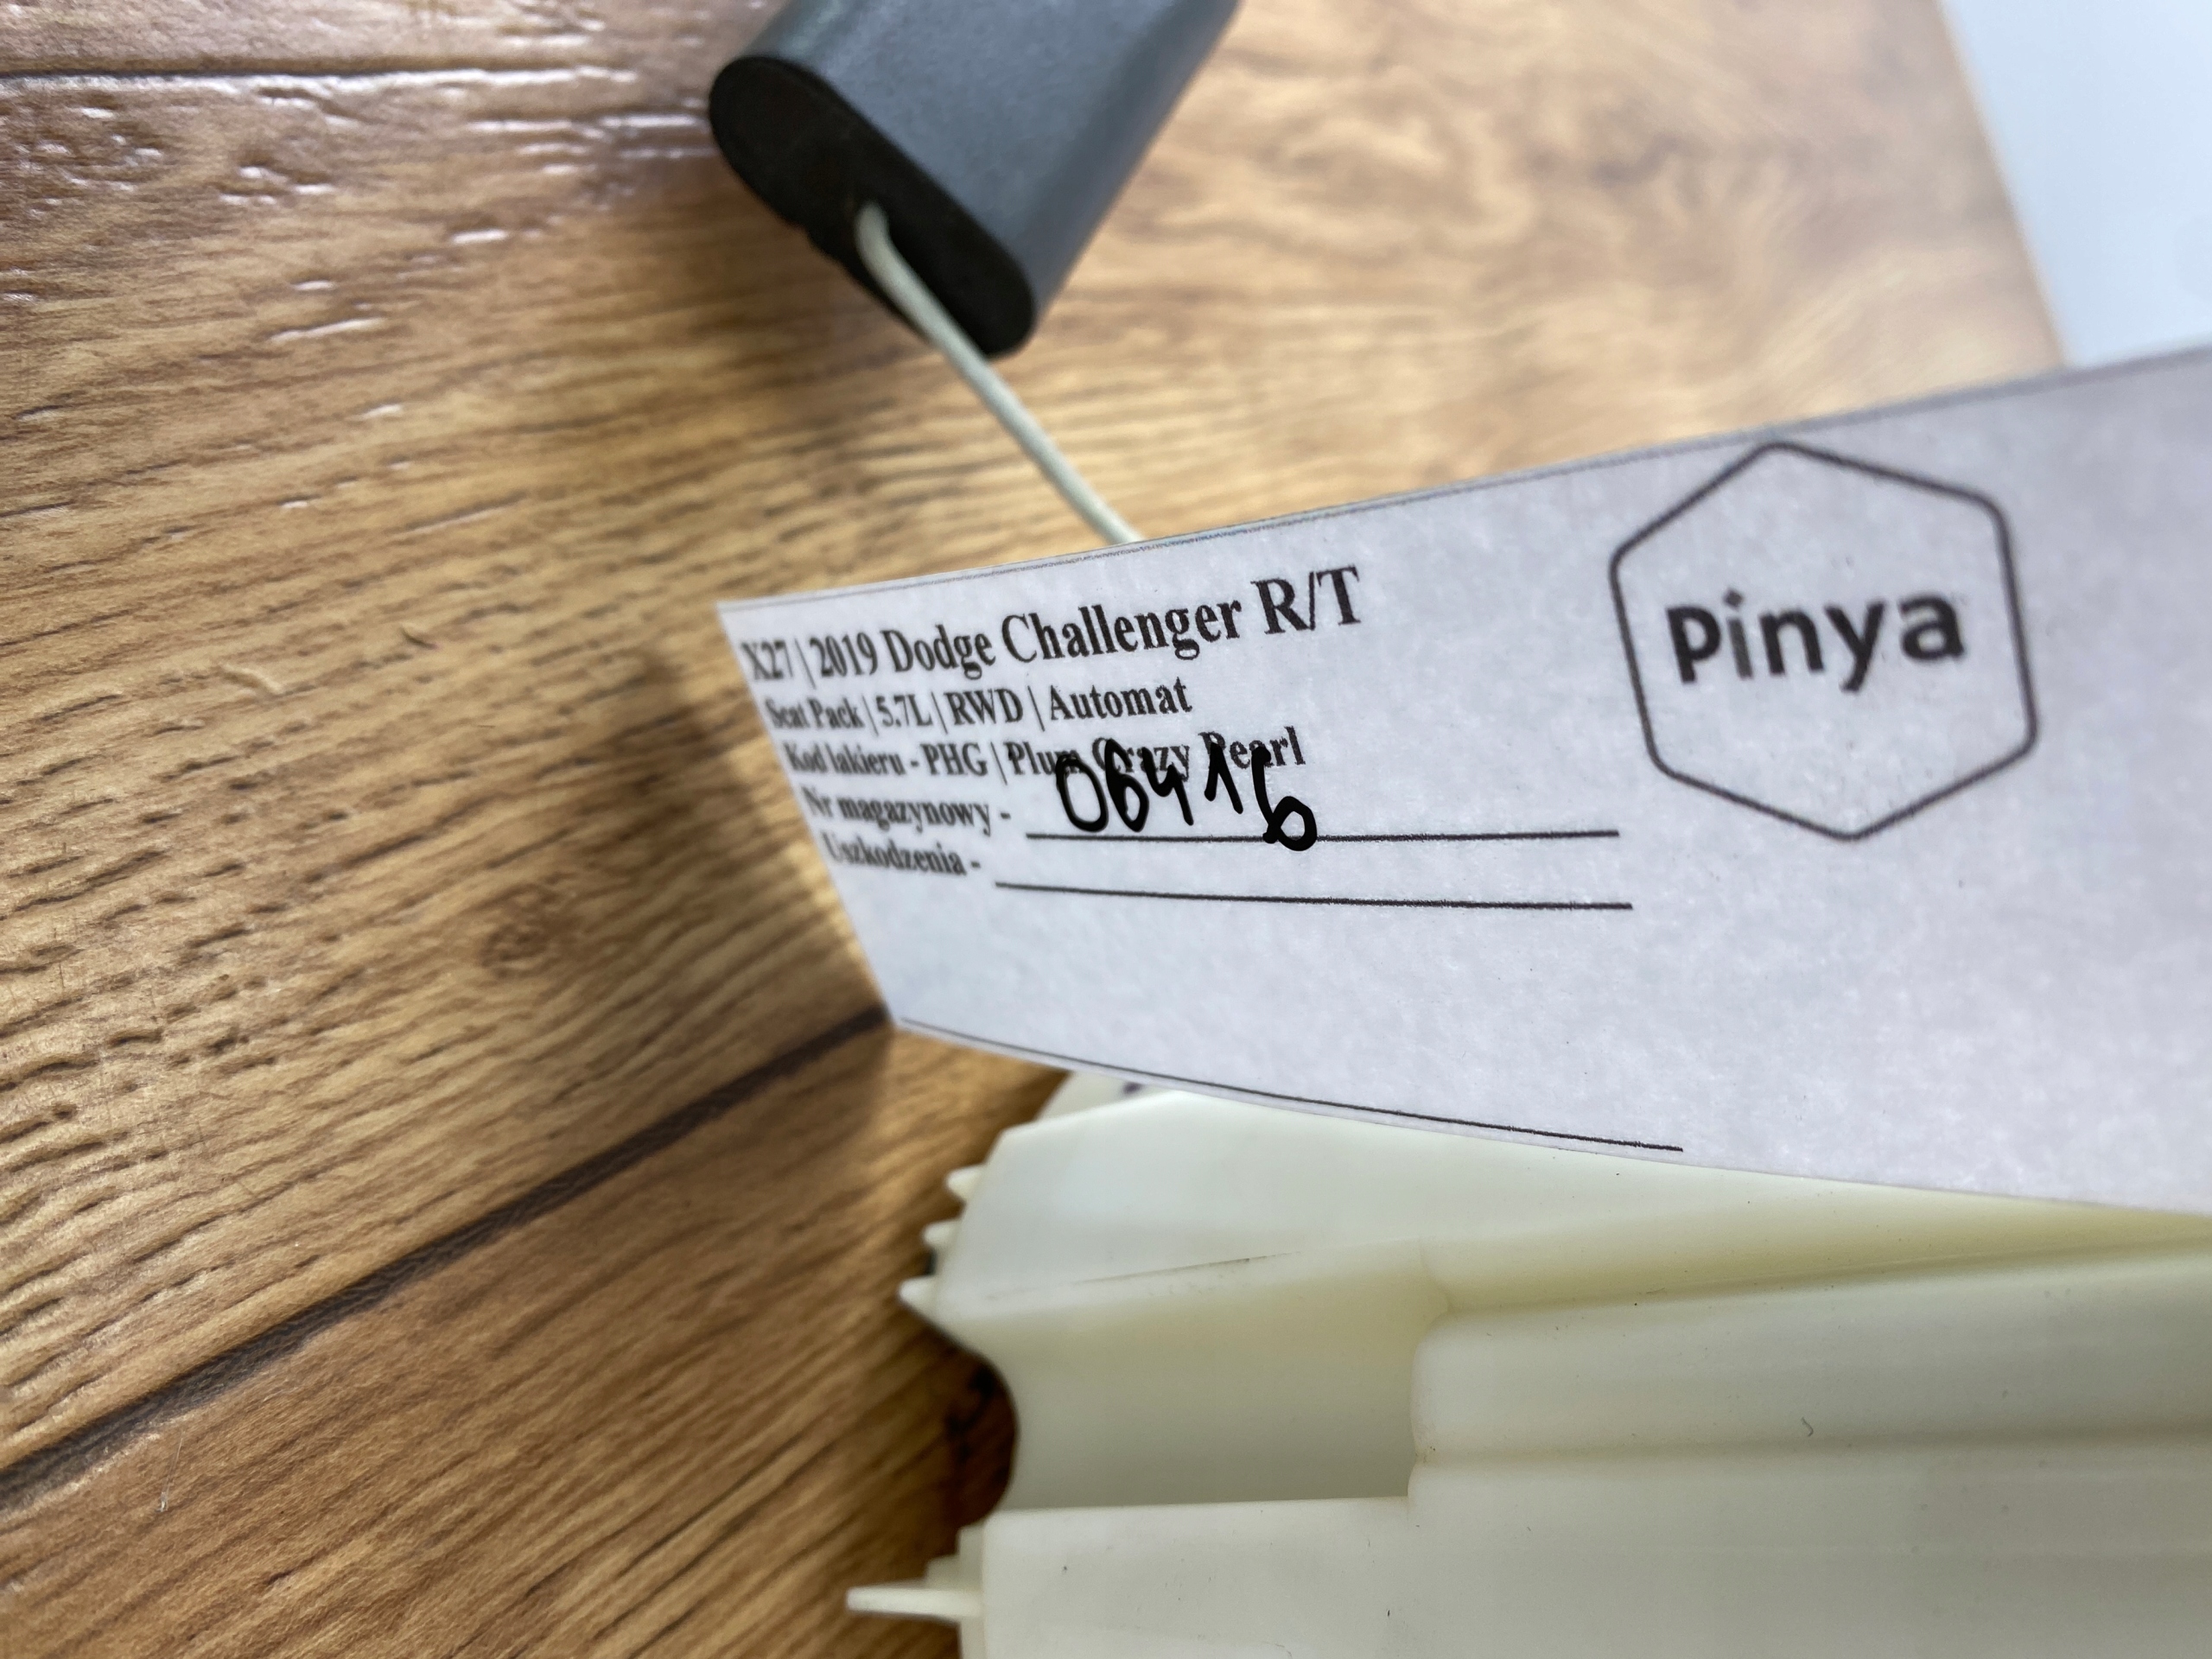 X27 | 2019 Dodge Challenger R/T
Scat Pack | 5.7L | RWD | Automat
Kod lakieru - PHG | Plum Crazy Pearl
Nr magazynowy - 06416
Uszkodzenia -
Pinya